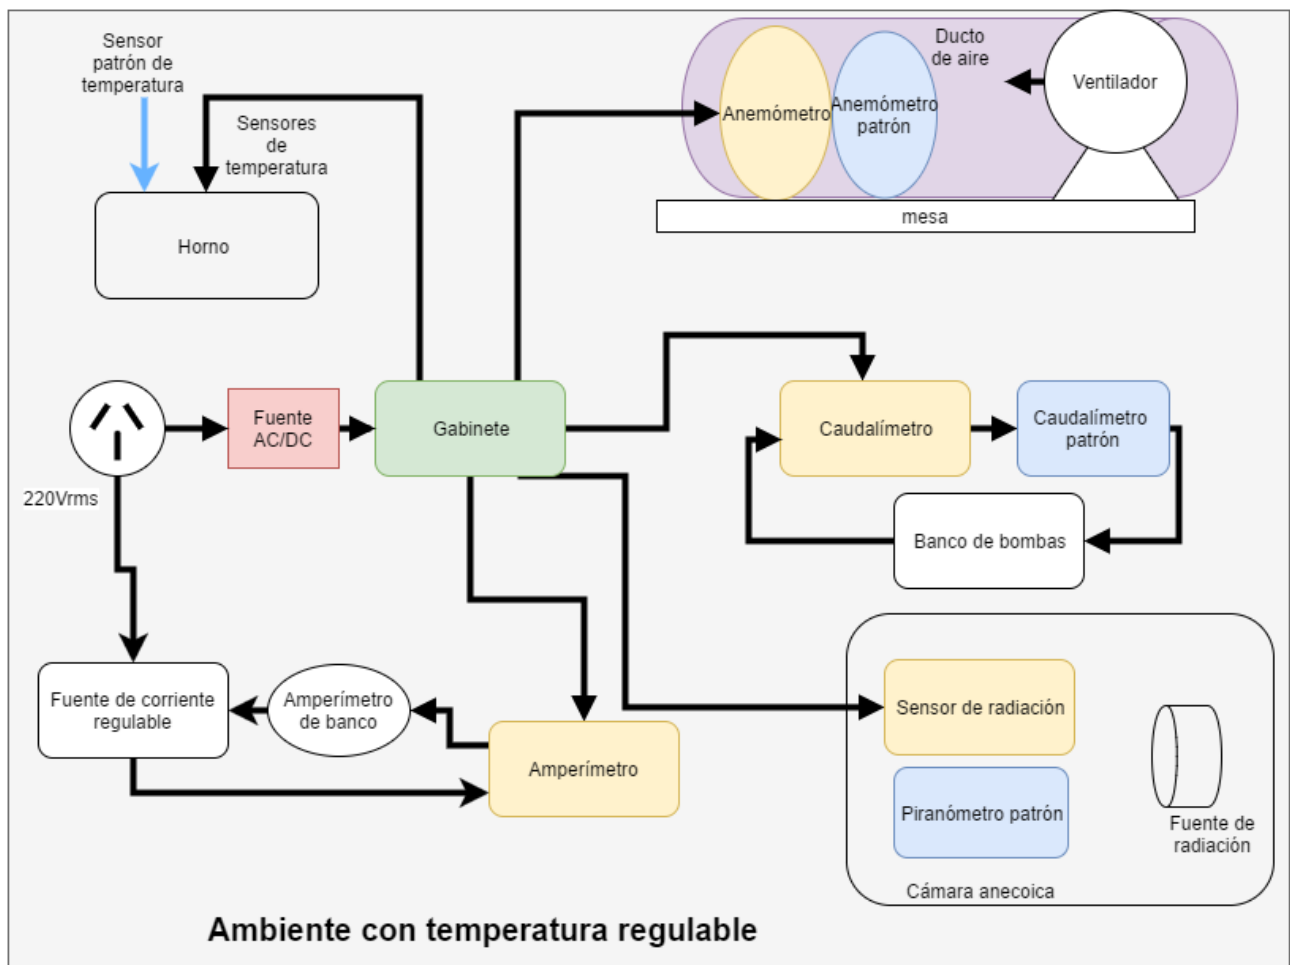 Sensor
patrón de
temperatura
Sensores
de
temperatura
Horno
Ducto
de aire
Ventilador
Anemómetro
Anemómetro
patrón
mesa
220Vrms
Fuente
AC/DC
Gabinete
Caudalímetro
Caudalímetro
patrón
Banco de bombas
Fuente de corriente
regulable
Amperímetro
de banco
Amperímetro
Sensor de radiación
Piranómetro patrón
Fuente de
radiación
Cámara anecoica
Ambiente con temperatura regulable